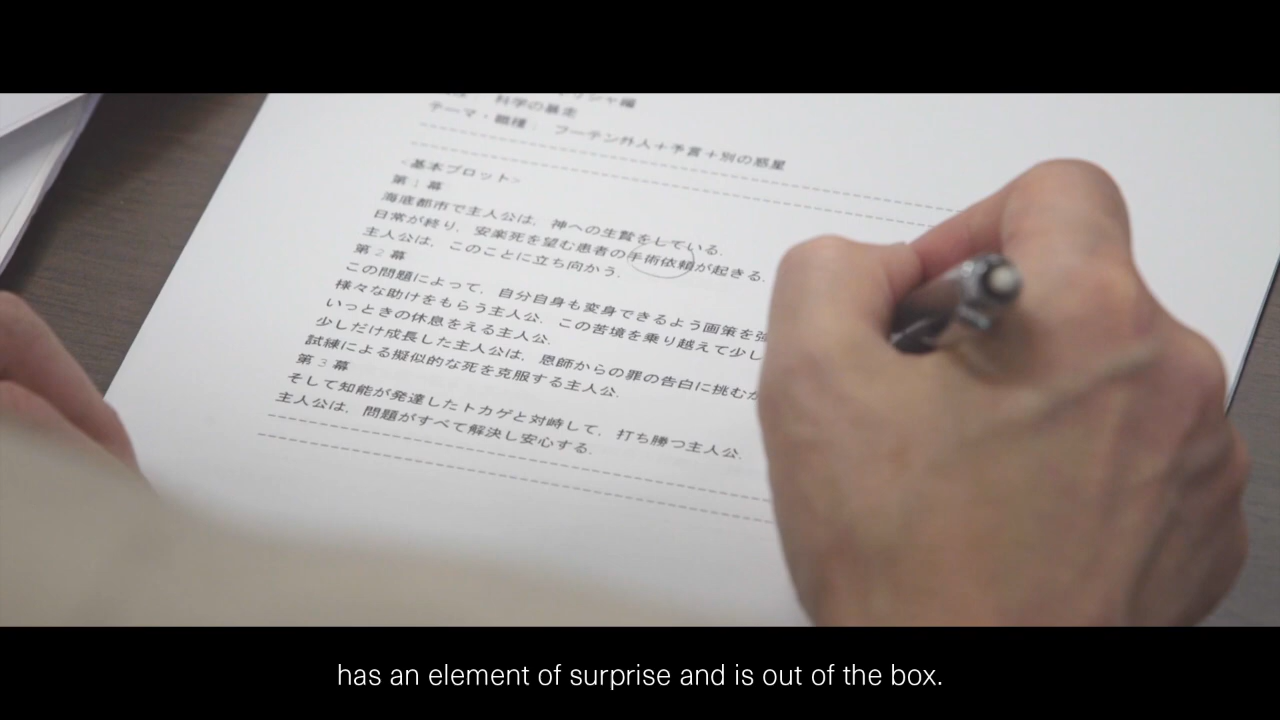 科学の暴走
テーマ・職種： フーテン外人＋予言＋別の惑星
<基本プロット>
第1幕
海底都市で主人公は、神への生贄をしている.
日常が終り、安楽死を望む患者の手術依頼が起きる.
主人公は、このことに立ち向かう.
第2幕
この問題によって、自分自身も変身できるよう画策を強
様々な助けをもらう主人公. この苦境を乗り越えて少し
いっときの休息をえる主人公.
少しだけ成長した主人公は、恩師からの罪の告白に挑むが
試練による擬似的な死を克服する主人公.
第3幕
そして知能が発達したトカゲと対峙して、打ち勝つ主人公.
主人公は、問題がすべて解決し安心する.
has an element of surprise and is out of the box.